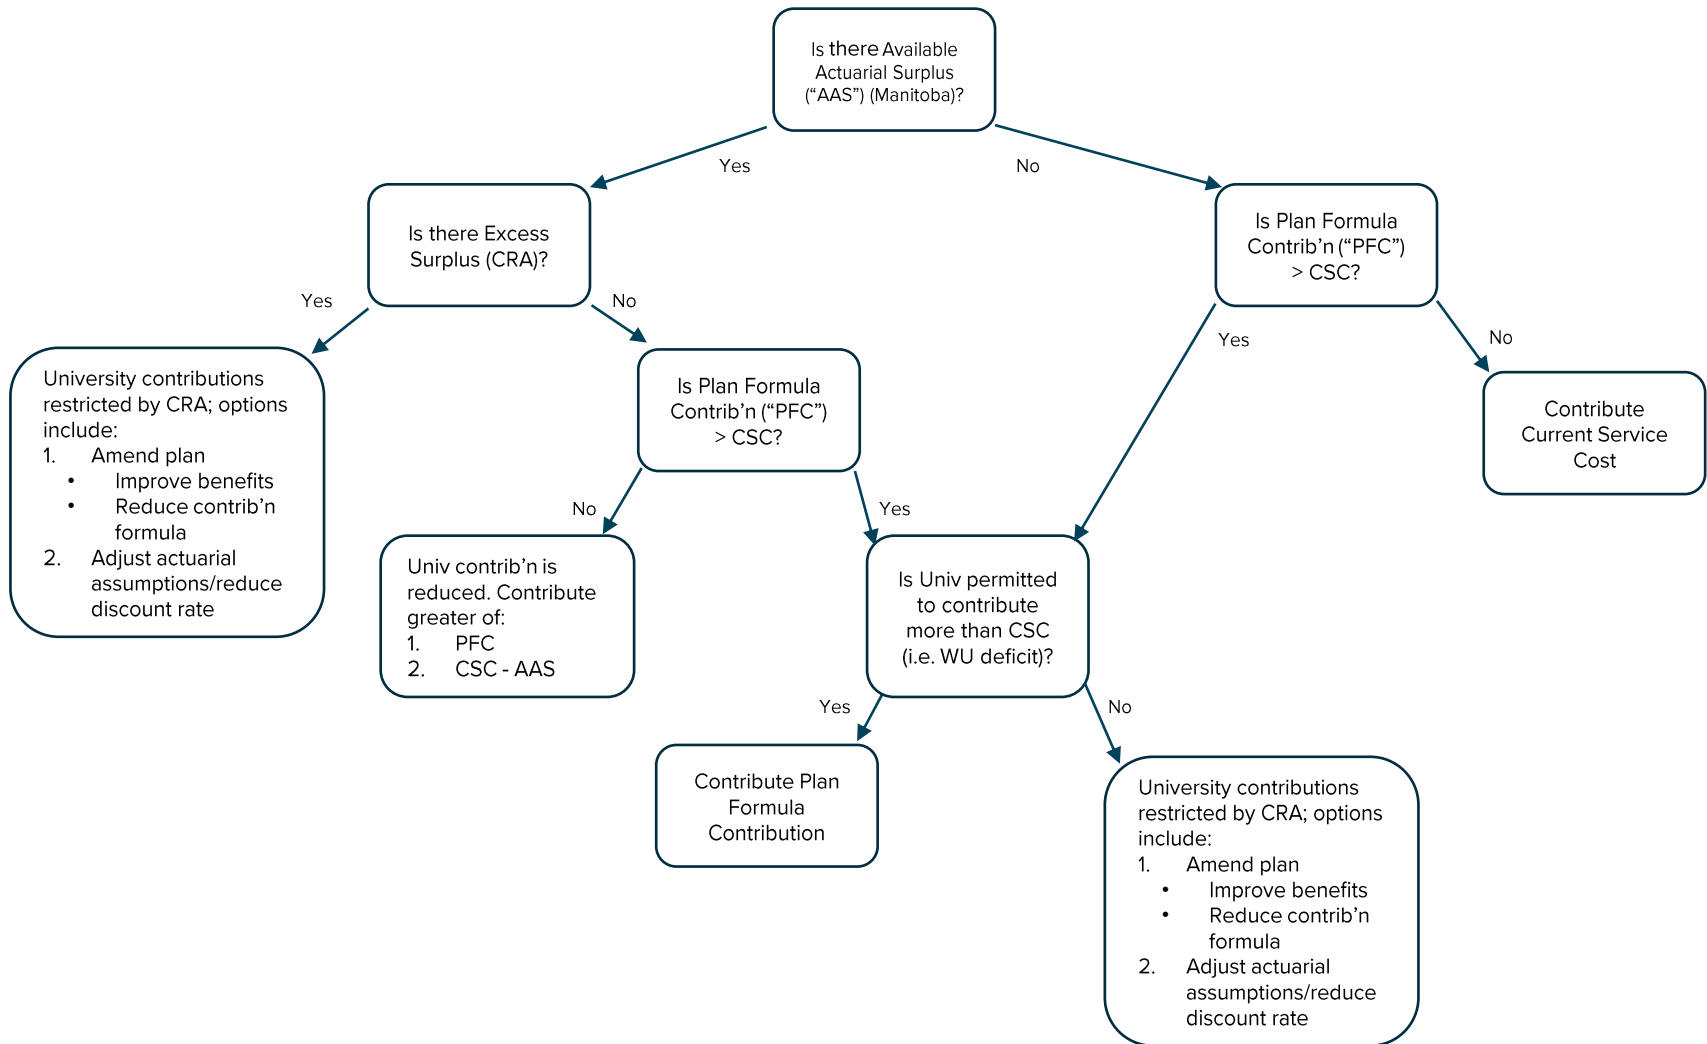 Is there Available
Actuarial Surplus
(“AAS”) (Manitoba)?
Yes
No
Is there Excess
Surplus (CRA)?
Is Plan Formula
Contrib’n (“PFC”)
> CSC?
Yes
No
Yes
No
University contributions
restricted by CRA; options
include:
1. Amend plan
• Improve benefits
• Reduce contrib’n
formula
2. Adjust actuarial
assumptions/reduce
discount rate
Is Plan Formula
Contrib’n (“PFC”)
> CSC?
Contribute
Current Service
Cost
No
Yes
Univ contrib’n is
reduced. Contribute
greater of:
1. PFC
2. CSC - AAS
Is Univ permitted
to contribute
more than CSC
(i.e. WU deficit)?
Yes
No
Contribute Plan
Formula
Contribution
University contributions
restricted by CRA; options
include:
1. Amend plan
• Improve benefits
• Reduce contrib’n
formula
2. Adjust actuarial
assumptions/reduce
discount rate